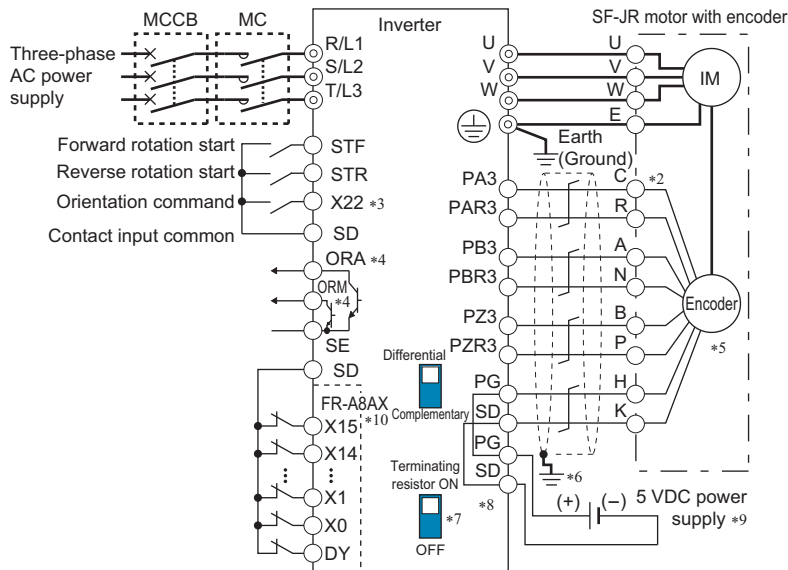 MCCB MC
Three-phase
AC power
supply
R/L1
S/L2
T/L3
Inverter
SF-JR motor with encoder
U U
V V
W W
E
IM
Earth
(Ground)
Forward rotation start STF
Reverse rotation start STR
Orientation command X22 *3
Contact input common SD
ORA *4
ORM
*4
SE
SD
FR-A8AX
*10
X15
X14
X1
X0
DY
PA3 C *2
PAR3 R
PB3 A
PBR3 N
PZ3 B
PZR3 P
PG H
SD K
PG
SD
Encoder
*5
Differential
Complementary
Terminating
resistor ON
*7
OFF
*8
*6
(+) (−)
5 VDC power
supply *9